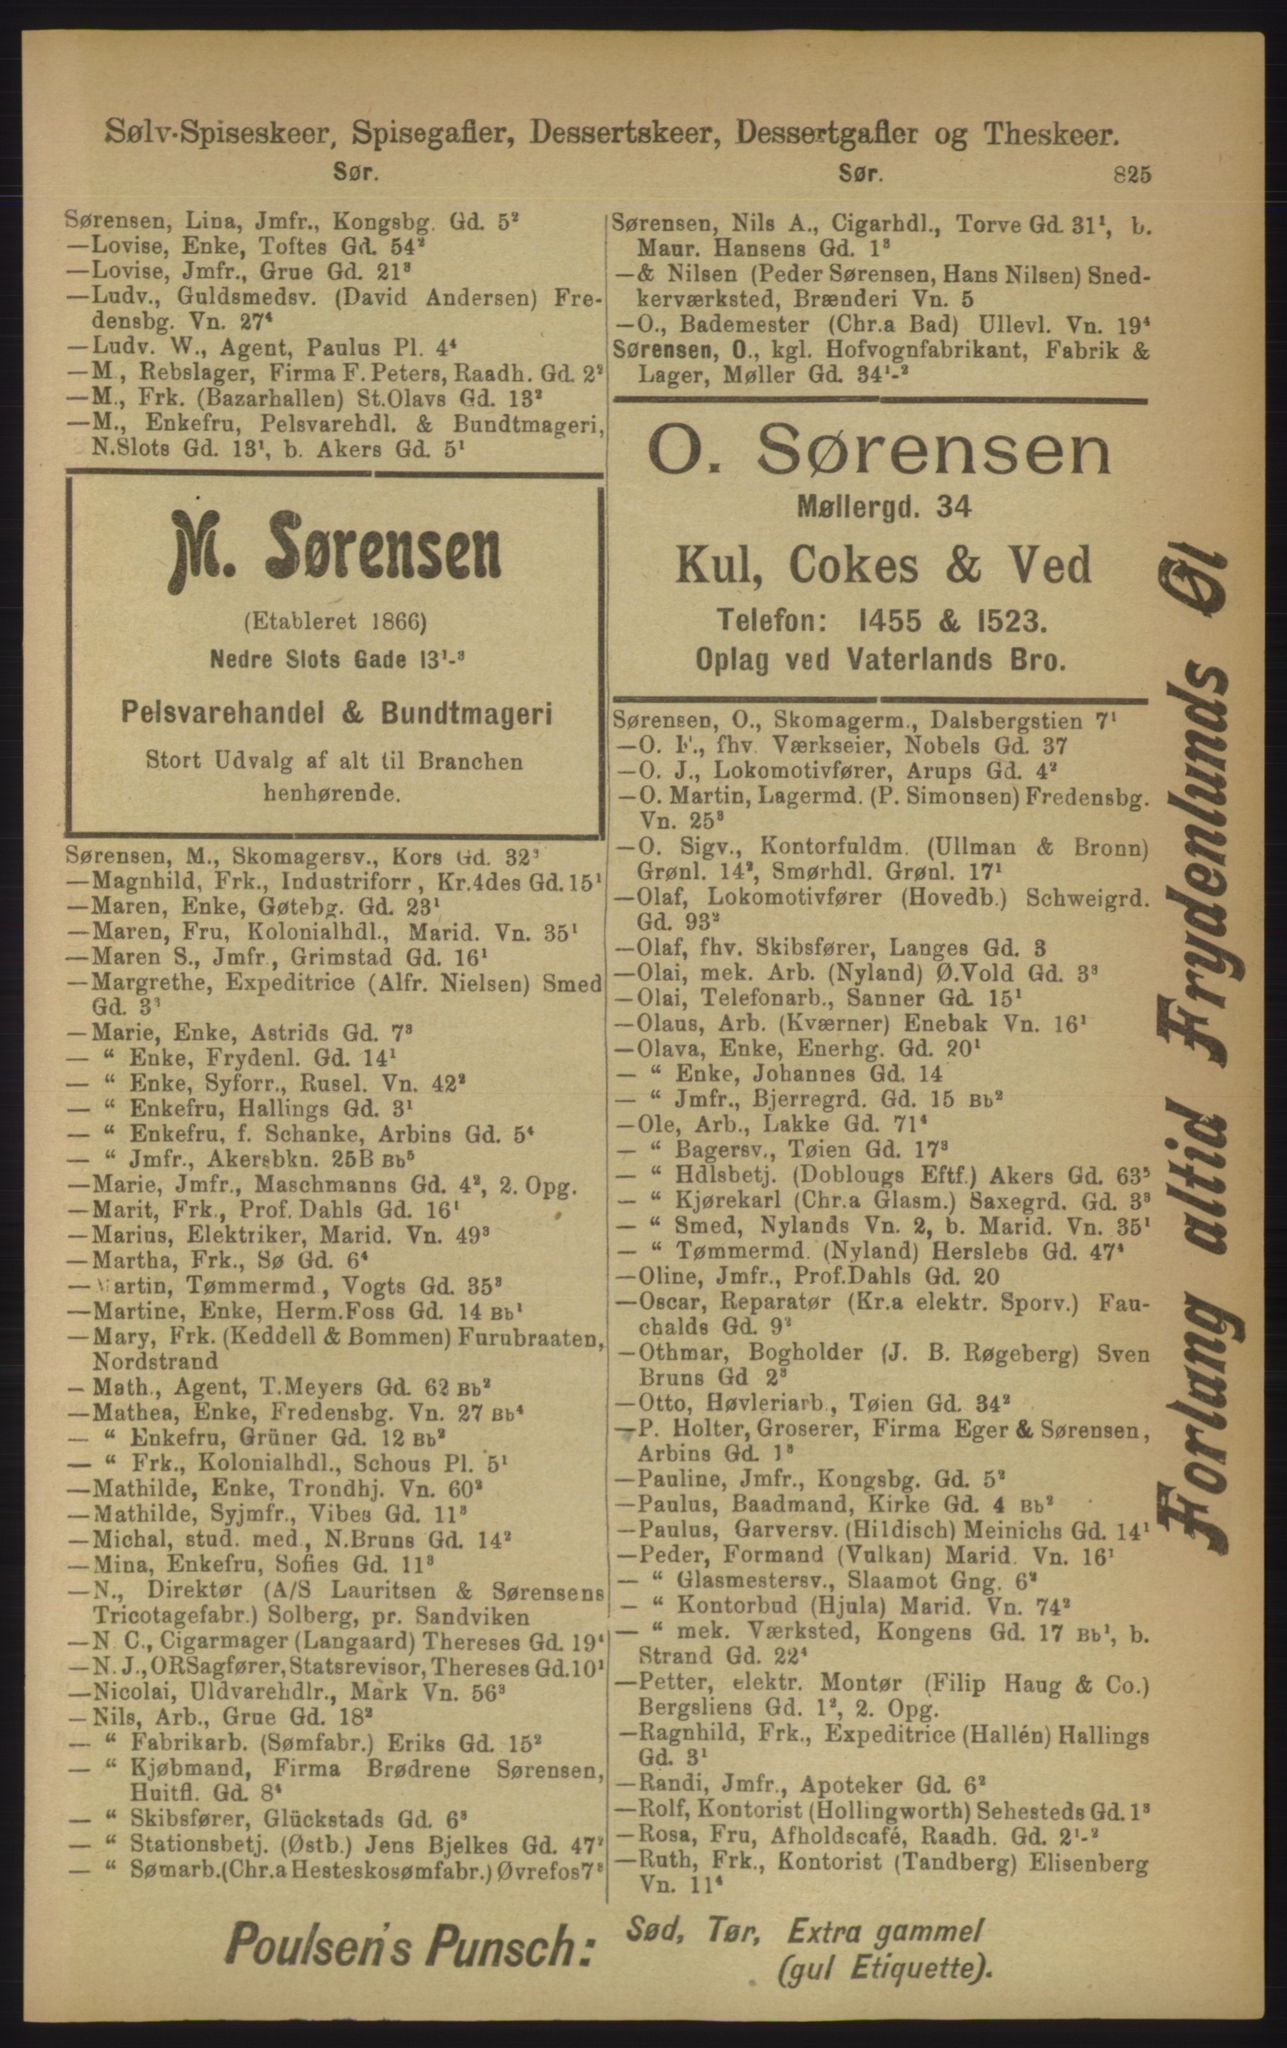 Sølv-Spiseskeer, Spisegafler, Dessertskeer, Dessertgafler og Theskeer.
Sør.
Sør.
825
Sørensen, Lina, Jmfr., Kongsbg. Gd. 5²
—Lovise, Enke, Toftes Gd. 54²
—Lovise, Jmfr., Grue Gd. 21³
—Ludv., Guldsmedsv. (David Andersen) Fre-
densbg. Vn. 27⁴
—Ludv. W., Agent, Paulus Pl. 4⁴
—M, Rebslager, Firma F. Peters, Raadh. Gd. 2²
—M., Frk. (Bazarhallen) St.Olavs Gd. 13²
—M., Enkefru, Pelsvarehdl. & Bundtmageri,
N.Slots Gd. 13¹, b. Akers Gd. 5¹
M. Sørensen
(Etableret 1866)
Nedre Slots Gade 13¹-³
Pelsvarehandel & Bundtmageri
Stort Udvalg af alt til Branchen
henhørende.
Sørensen, M., Skomagersv., Kors Gd. 32³
—Magnhild, Frk., Industriforr, Kr.4des Gd. 15¹
—Maren, Enke, Gøtebg. Gd. 23¹
—Maren, Fru, Kolonialhdl., Marid. Vn. 35¹
—Maren S., Jmfr, Grimstad Gd. 16¹
—Margrethe, Expeditrice (Alfr. Nielsen) Smed
Gd. 3³
—Marie, Enke, Astrids Gd. 7³
— “ Enke, Frydenl. Gd. 14¹
— “ Enke, Syforr., Rusel. Vn. 42²
— “ Enkefru, Hallings Gd. 3¹
— “ Enkefru, f. Schanke, Arbins Gd. 5⁴
— “ Jmfr., Akersbkn. 25B Bb⁵
—Marie, Jmfr., Maschmanns Gd. 4², 2. Opg.
—Marit, Frk., Prof. Dahls Gd. 16¹
—Marius, Elektriker, Marid. Vn. 49³
—Martha, Frk., Sø Gd. 6⁴
—Martin, Tømmermd, Vogts Gd. 35³
—Martine, Enke, Herm.Foss Gd. 14 Bb¹
—Mary, Frk. (Keddell & Bommen) Furubraaten,
Nordstrand
—Math., Agent, T.Meyers Gd. 62 Bb²
—Mathea, Enke, Fredensbg. Vn. 27 Bb⁴
— “ Enkefru, Grüner Gd. 12 Bb²
— “ Frk., Kolonialhdl., Schous Pl. 5¹
—Mathilde, Enke, Trondhj. Vn. 60²
—Mathilde, Syjmfr., Vibes Gd. 11³
—Michal, stud. med, N.Bruns Gd. 14²
—Mina, Enkefru, Sofies Gd. 11³
—N., Direktør (A/S Lauritsen & Sørensens
Tricotagefabr.) Solberg, pr. Sandviken
—N. C., Cigarmager (Langaard) Thereses Gd. 19⁴
—N. J., ORSagfører, Statsrevisor, Thereses Gd.10¹
—Nicolai, Uldvarehdlr., Mark Vn. 56³
—Nils, Arb., Grue Gd. 18²
— “ Fabrikarb. (Sømfabr.) Eriks Gd. 15²
— “ Kjøbmand, Firma Brødrene Sørensen,
Huitfl. Gd. 8⁴
— “ Skibsfører, Glückstads Gd. 6³
— “ Stationsbetj. (Østb.) Jens Bjelkes Gd. 47²
— “ Sømarb.(Chr.a Hesteskosømfabr.) Øvrefos7³
Sørensen, Nils A., Cigarhdl., Torve Gd. 31¹, b.
Maur. Hansens Gd. 1³
—& Nilsen (Peder Sørensen, Hans Nilsen) Sned-
kerværksted, Brænderi Vn. 5
—O., Bademester (Chr.a Bad) Ullevl. Vn. 19⁴
Sørensen, O., kgl. Hofvognfabrikant, Fabrik &
Lager, Møller Gd. 34¹-²
O. Sørensen
Møllergd. 34
Kul, Cokes & Ved
Telefon: 1455 & 1523.
Oplag ved Vaterlands Bro.
Sørensen, O., Skomagerm., Dalsbergstien 7¹
—O. F., fhv. Værkseier, Nobels Gd. 37
—O. J., Lokomotivfører, Arups Gd. 4²
—O. Martin, Lagermd. (P. Simonsen) Fredensbg.
Vn. 25³
—O. Sigv., Kontorfuldm. (Ullman & Bronn)
Grønl. 14², Smørhdl. Grønl. 17¹
—Olaf, Lokomotivfører (Hovedb.) Schweigrd.
Gd. 93²
—Olaf, fhv. Skibsfører, Langes Gd. 3
—Olai, mek. Arb. (Nyland) Ø.Vold Gd. 3³
—Olai, Telefonarb., Sanner Gd. 15¹
—Olaus, Arb. (Kværner) Enebak Vn. 16¹
—Olava, Enke, Enerhg. Gd. 20¹
— “ Enke, Johannes Gd. 14
— “ Jmfr., Bjerregrd. Gd. 15 Bb²
—Ole, Arb., Lakke Gd. 71⁴
— “ Bagersv., Tøien Gd. 17³
— “ Hdlsbetj. (Doblougs Eftf.) Akers Gd. 63⁵
— “ Kjørekarl (Chr.a Glasm.) Saxegrd. Gd. 3³
— “ Smed, Nylands Vn. 2, b. Marid. Vn. 35¹
— “ Tømmermd. (Nyland) Herslebs Gd. 47⁴
—Oline, Jmfr., Prof.Dahls Gd. 20
—Oscar, Reparatør (Kr.a elektr. Sporv.) Fau-
chalds Gd. 9²
—Othmar, Bogholder (J. B. Røgeberg) Sven
Bruns Gd 2³
—Otto, Høvleriarb., Tøien Gd. 34²
—P. Holter, Groserer, Firma Eger & Sørensen,
Arbins Gd. 1³
—Pauline, Jmfr., Kongsbg. Gd. 5²
—Paulus, Baadmand, Kirke Gd. 4 Bb²
—Paulus, Garversv. (Hildisch) Meinichs Gd. 14¹
—Peder, Formand (Vulkan) Marid. Vn. 16¹
— “ Glasmestersv., Slaamot Gng. 6²
— “ Kontorbud (Hjula) Marid. Vn. 74²
— “ mek. Værksted, Kongens Gd. 17 Bb¹, b.
Strand Gd. 22⁴
—Petter, elektr. Montør (Filip Haug & Co.)
Bergsliens Gd. 1², 2. Opg.
—Ragnhild, Frk., Expeditrice (Hallén) Hallings
Gd. 3¹
—Randi, Jmfr., Apoteker Gd. 6²
—Rolf, Kontorist (Hollingworth) Sehesteds Gd. 1³
—Rosa, Fru, Afholdscafé, Raadh. Gd. 2¹-²
—Ruth, Frk., Kontorist (Tandberg) Elisenberg
Vn. 11⁴
Forlang altid Frydenlunds Øl
Poulsen's Punsch:
Sød, Tør, Extra gammel
(gul Etiquette).